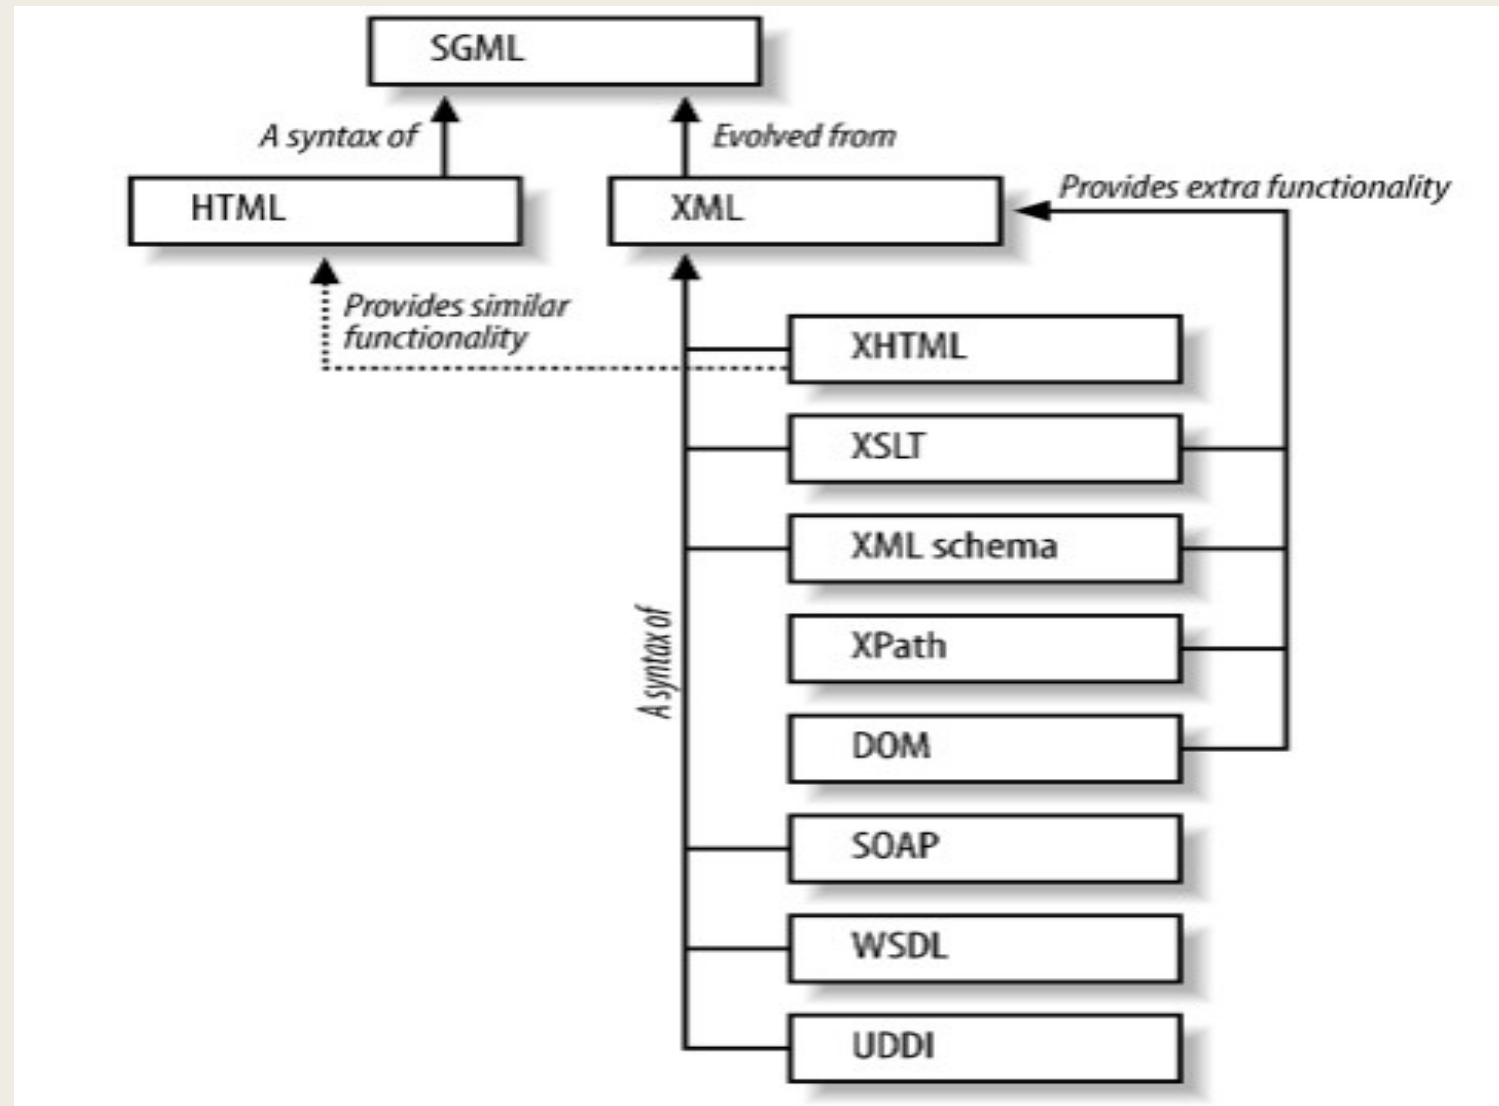 SGML
A syntax of
Evolved from
HTML
XML
Provides extra functionality
Provides similar
functionality
XHTML
XSLT
XML schema
XPath
A syntax of
DOM
SOAP
WSDL
UDDI